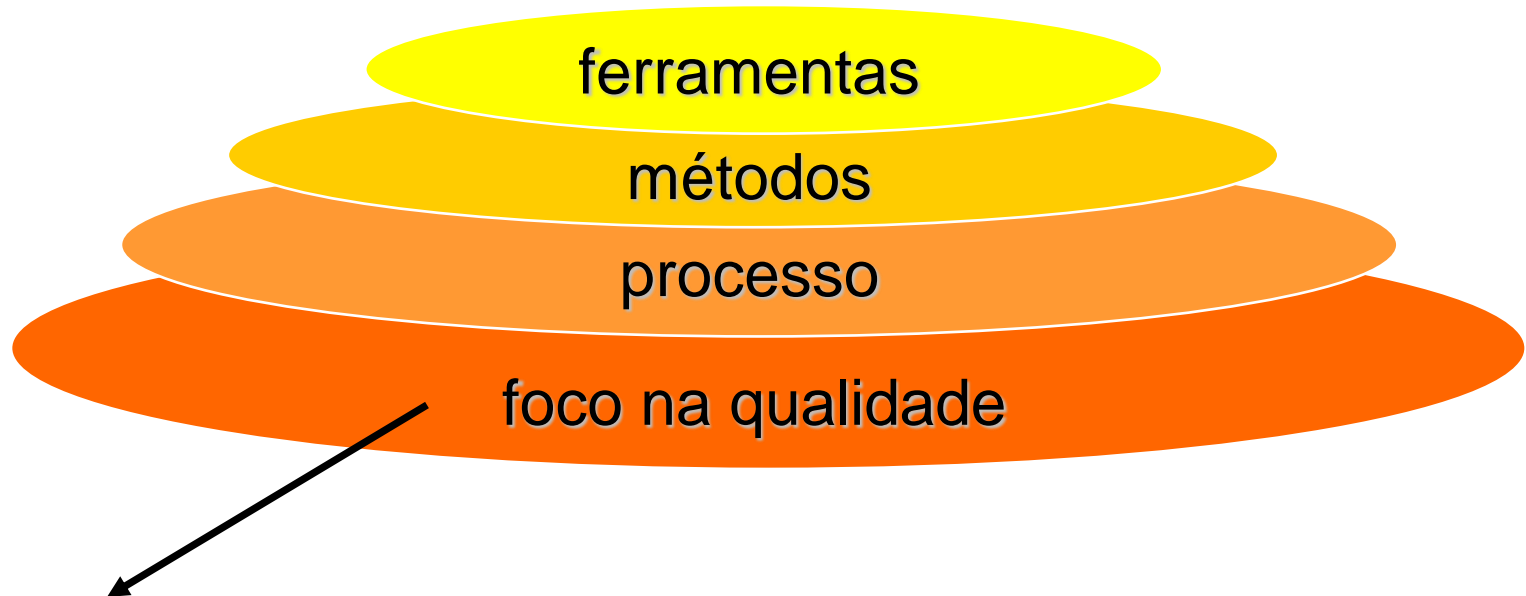 ferramentas
métodos
processo
foco na qualidade